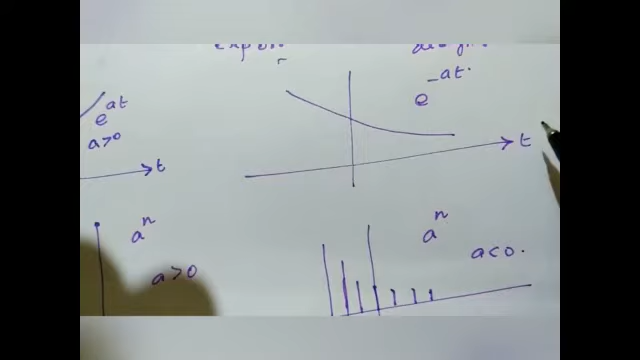 e^at
a>0
t
e^-at.
t
a^n
a>0
a^n
a<0.